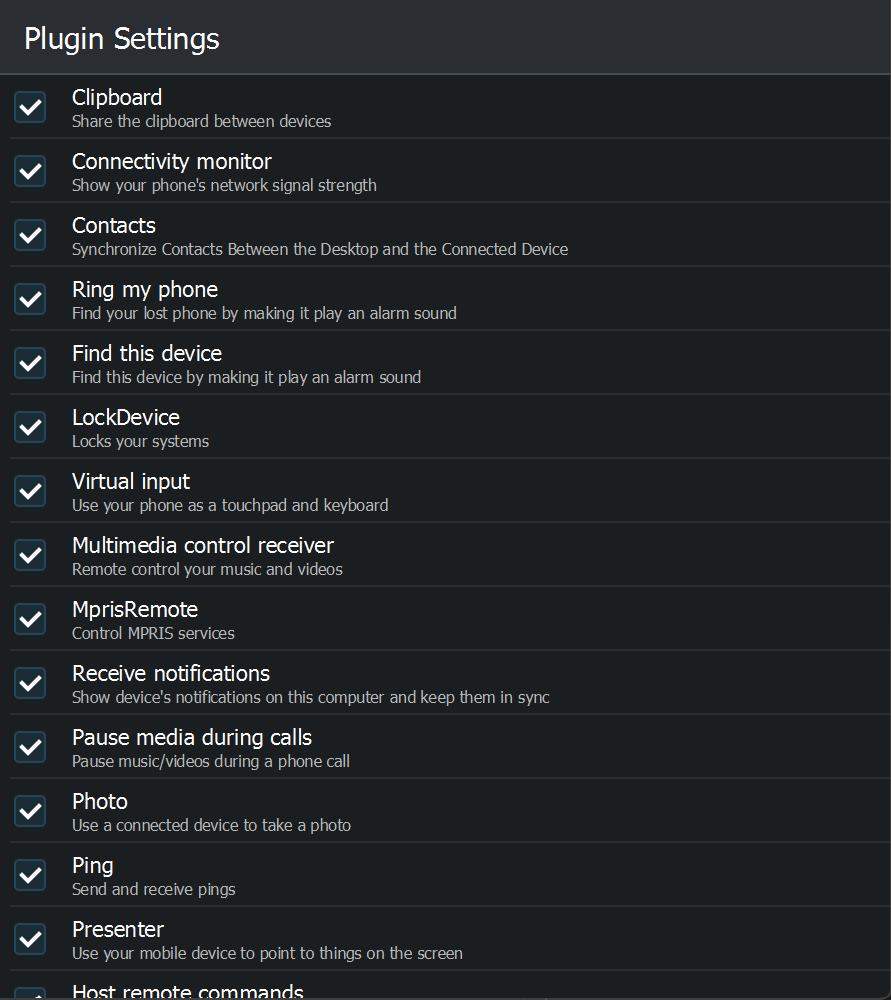 Plugin Settings
Clipboard
Share the clipboard between devices
Connectivity monitor
Show your phone's network signal strength
Contacts
Synchronize Contacts Between the Desktop and the Connected Device
Ring my phone
Find your lost phone by making it play an alarm sound
Find this device
Find this device by making it play an alarm sound
LockDevice
Locks your systems
Virtual input
Use your phone as a touchpad and keyboard
Multimedia control receiver
Remote control your music and videos
MprisRemote
Control MPRIS services
Receive notifications
Show device's notifications on this computer and keep them in sync
Pause media during calls
Pause music/videos during a phone call
Photo
Use a connected device to take a photo
Ping
Send and receive pings
Presenter
Use your mobile device to point to things on the screen
Host remote commands